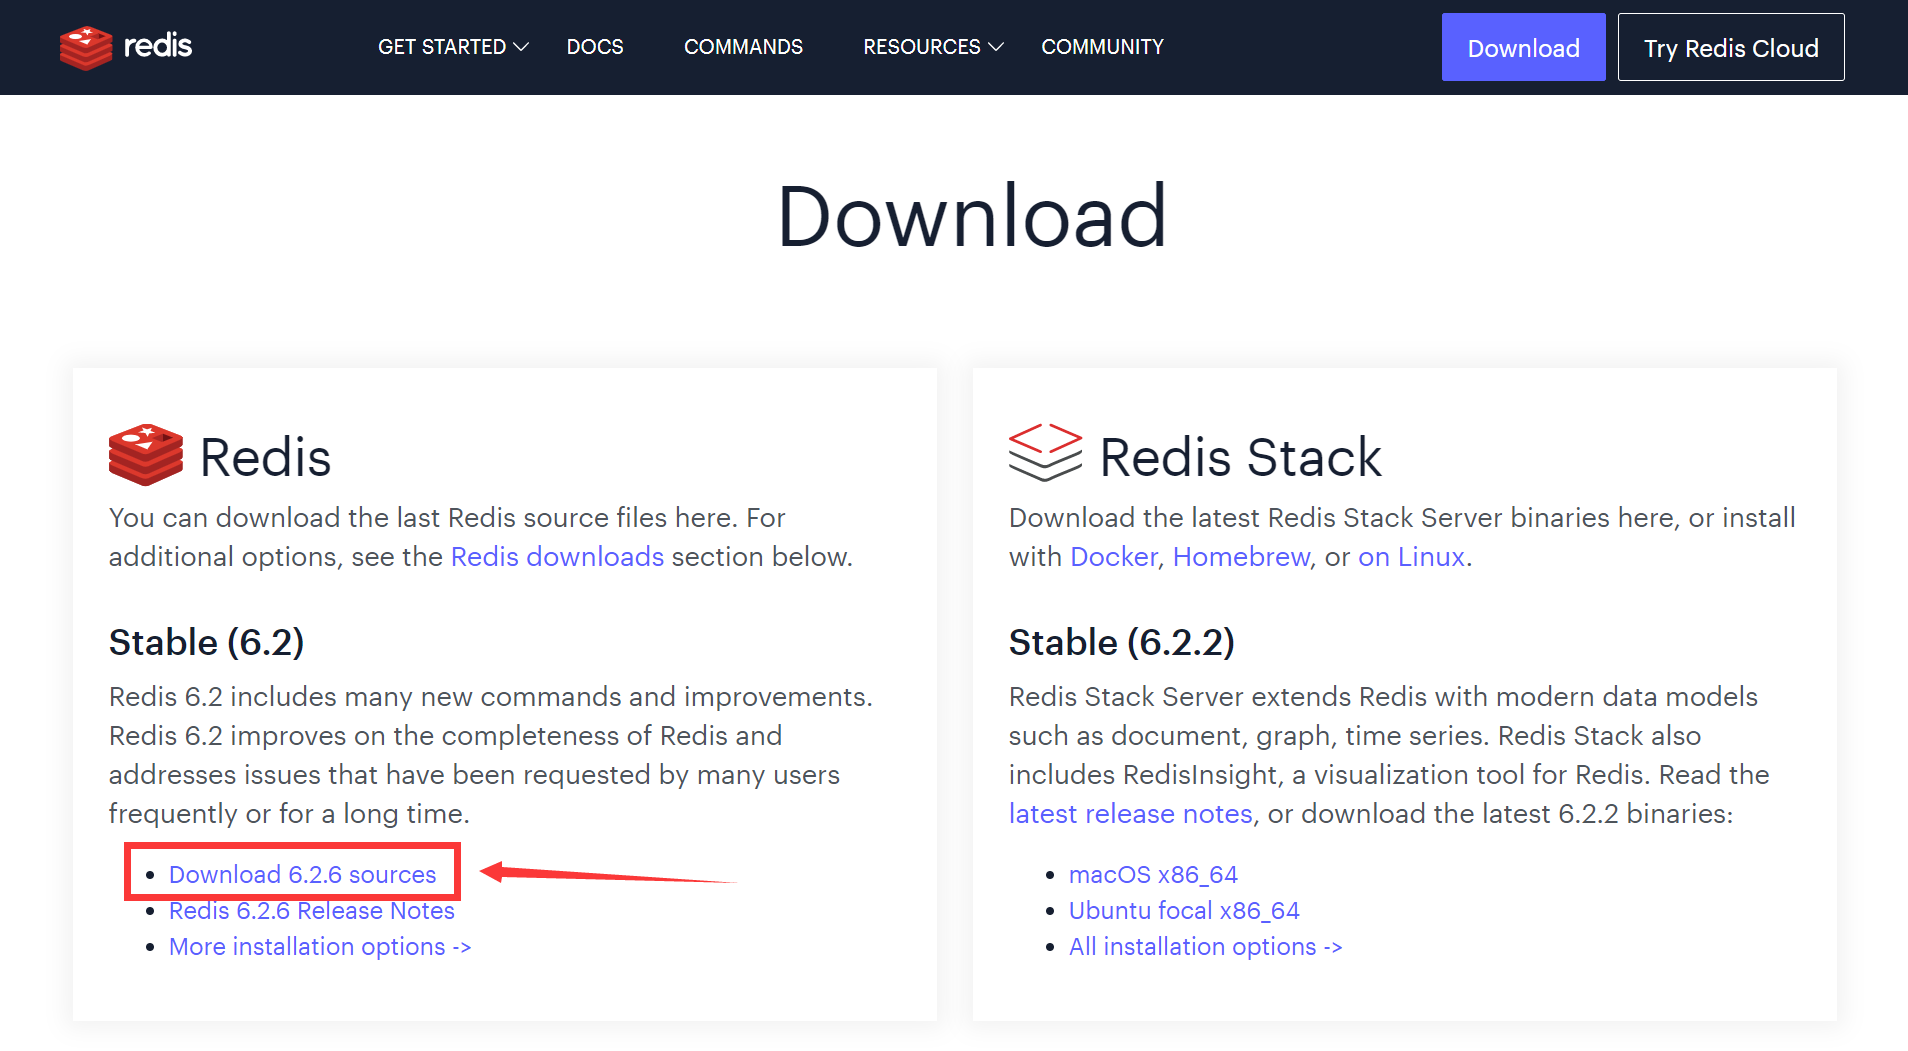 redis
GET STARTED
DOCS
COMMANDS
RESOURCES
COMMUNITY
Download
Try Redis Cloud
Download
Redis
You can download the last Redis source files here. For
additional options, see the Redis downloads section below.
Stable (6.2)
Redis 6.2 includes many new commands and improvements.
Redis 6.2 improves on the completeness of Redis and
addresses issues that have been requested by many users
frequently or for a long time.
Download 6.2.6 sources
Redis 6.2.6 Release Notes
More installation options ->
Redis Stack
Download the latest Redis Stack Server binaries here, or install
with Docker, Homebrew, or on Linux.
Stable (6.2.2)
Redis Stack Server extends Redis with modern data models
such as document, graph, time series. Redis Stack also
includes RedisInsight, a visualization tool for Redis. Read the
latest release notes, or download the latest 6.2.2 binaries:
macOS x86_64
Ubuntu focal x86_64
All installation options ->